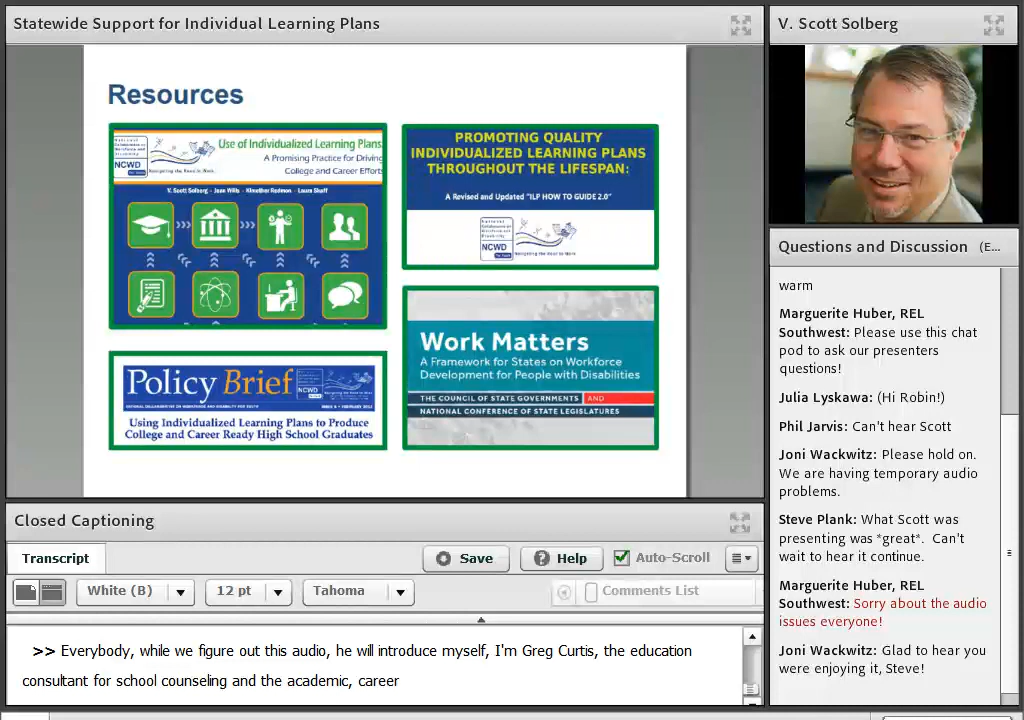 Statewide Support for Individual Learning Plans
Resources
NCWD
Use of Individualized Learning Plans
A Promising Practice for Driving
College and Career Efforts
V. Scott Solberg - Joan Wills - Kimether Redmon - Laura Skaff
PROMOTING QUALITY
INDIVIDUALIZED LEARNING PLANS
THROUGHOUT THE LIFESPAN:
A Revised and Updated "ILP HOW TO GUIDE 2.0"
NCWD
Policy Brief
NCWD
Using Individualized Learning Plans to Produce
College and Career Ready High School Graduates
Work Matters
A Framework for States on Workforce
Development for People with Disabilities
THE COUNCIL OF STATE GOVERNMENTS AND
NATIONAL CONFERENCE OF STATE LEGISLATURES
Closed Captioning
Transcript
Save
Help
Auto-Scroll
White (B)
12 pt
Tahoma
Comments List
>> Everybody, while we figure out this audio, he will introduce myself, I'm Greg Curtis, the education
consultant for school counseling and the academic, career
V. Scott Solberg
Questions and Discussion (E...
warm
Marguerite Huber, REL
Southwest: Please use this chat
pod to ask our presenters
questions!
Julia Lyskawa: (Hi Robin!)
Phil Jarvis: Can't hear Scott
Joni Wackwitz: Please hold on.
We are having temporary audio
problems.
Steve Plank: What Scott was
presenting was *great*. Can't
wait to hear it continue.
Marguerite Huber, REL
Southwest: Sorry about the audio
issues everyone!
Joni Wackwitz: Glad to hear you
were enjoying it, Steve!